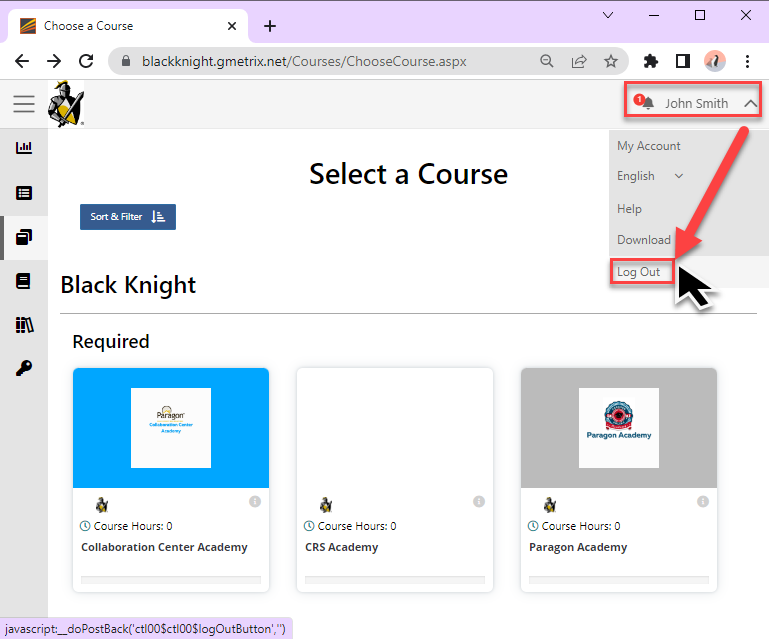 Choose a Course
blackknight.gmetrix.net/Courses/ChooseCourse.aspx
1
John Smith
My Account
English
Help
Download
Log Out
Select a Course
Sort & Filter
Black Knight
Required
Paragon
Collaboration Center
Academy
Paragon Academy
Course Hours: 0
Collaboration Center Academy
Course Hours: 0
CRS Academy
Course Hours: 0
Paragon Academy
javascript:__doPostBack('ctl00$ctl00$logOutButton','')